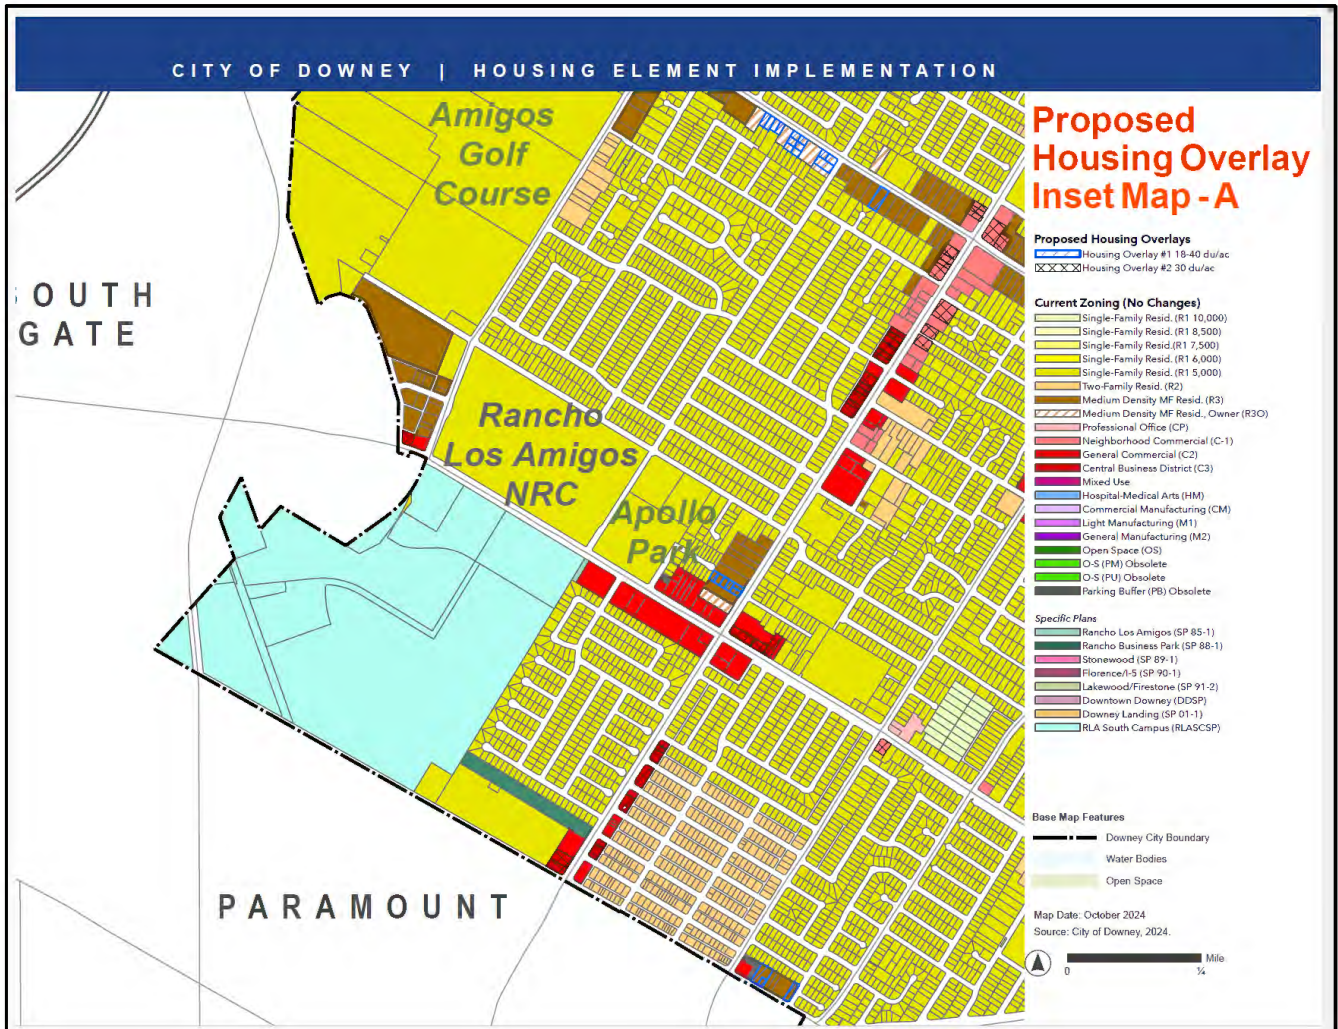 CITY OF DOWNEY | HOUSING ELEMENT IMPLEMENTATION
Proposed
Housing Overlay
Inset Map - A
Amigos
Golf
Course
OUTH
GATE
Rancho
Los Amigos
NRC
Apollo
Park
PARAMOUNT
Proposed Housing Overlays
Housing Overlay #1 18-40 du/ac
Housing Overlay #2 30 du/ac
Current Zoning (No Changes)
Single-Family Resid. (R1 10,000)
Single-Family Resid. (R1 8,500)
Single-Family Resid.(R1 7,500)
Single-Family Resid. (R1 6,000)
Single-Family Resid. (R1 5,000)
Two-Family Resid. (R2)
Medium Density MF Resid. (R3)
Medium Density MF Resid., Owner (R3O)
Professional Office (CP)
Neighborhood Commercial (C-1)
General Commercial (C2)
Central Business District (C3)
Mixed Use
Hospital-Medical Arts (HM)
Commercial Manufacturing (CM)
Light Manufacturing (M1)
General Manufacturing (M2)
Open Space (OS)
O-S (PM) Obsolete
O-S (PU) Obsolete
Parking Buffer (PB) Obsolete
Specific Plans
Rancho Los Amigos (SP 85-1)
Rancho Business Park (SP 88-1)
Stonewood (SP 89-1)
Florence/I-5 (SP 90-1)
Lakewood/Firestone (SP 91-2)
Downtown Downey (DDSP)
Downey Landing (SP 01-1)
RLA South Campus (RLASCSP)
Base Map Features
Downey City Boundary
Water Bodies
Open Space
Map Date: October 2024
Source: City of Downey, 2024.
Mile
0 ¼